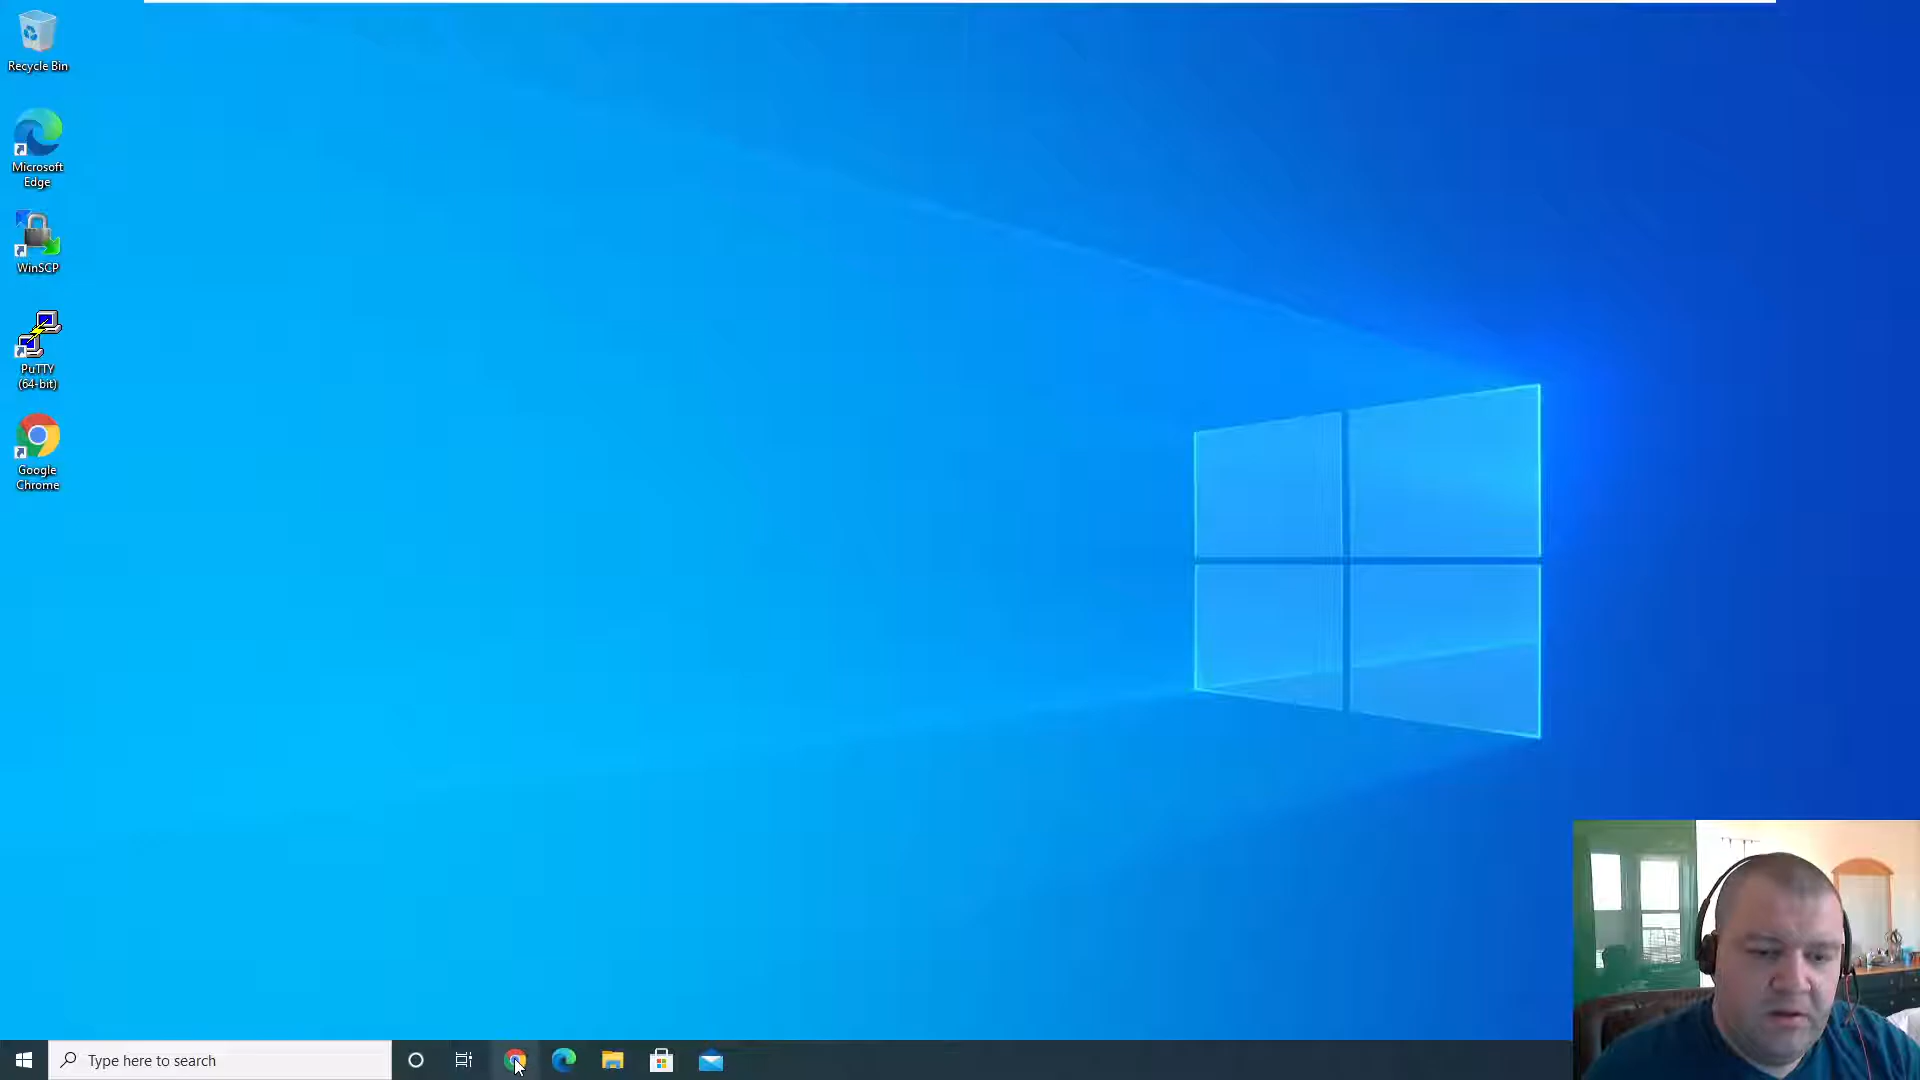 Recycle Bin
Microsoft
Edge
WinSCP
PuTTY
(64-bit)
Google
Chrome
Type here to search